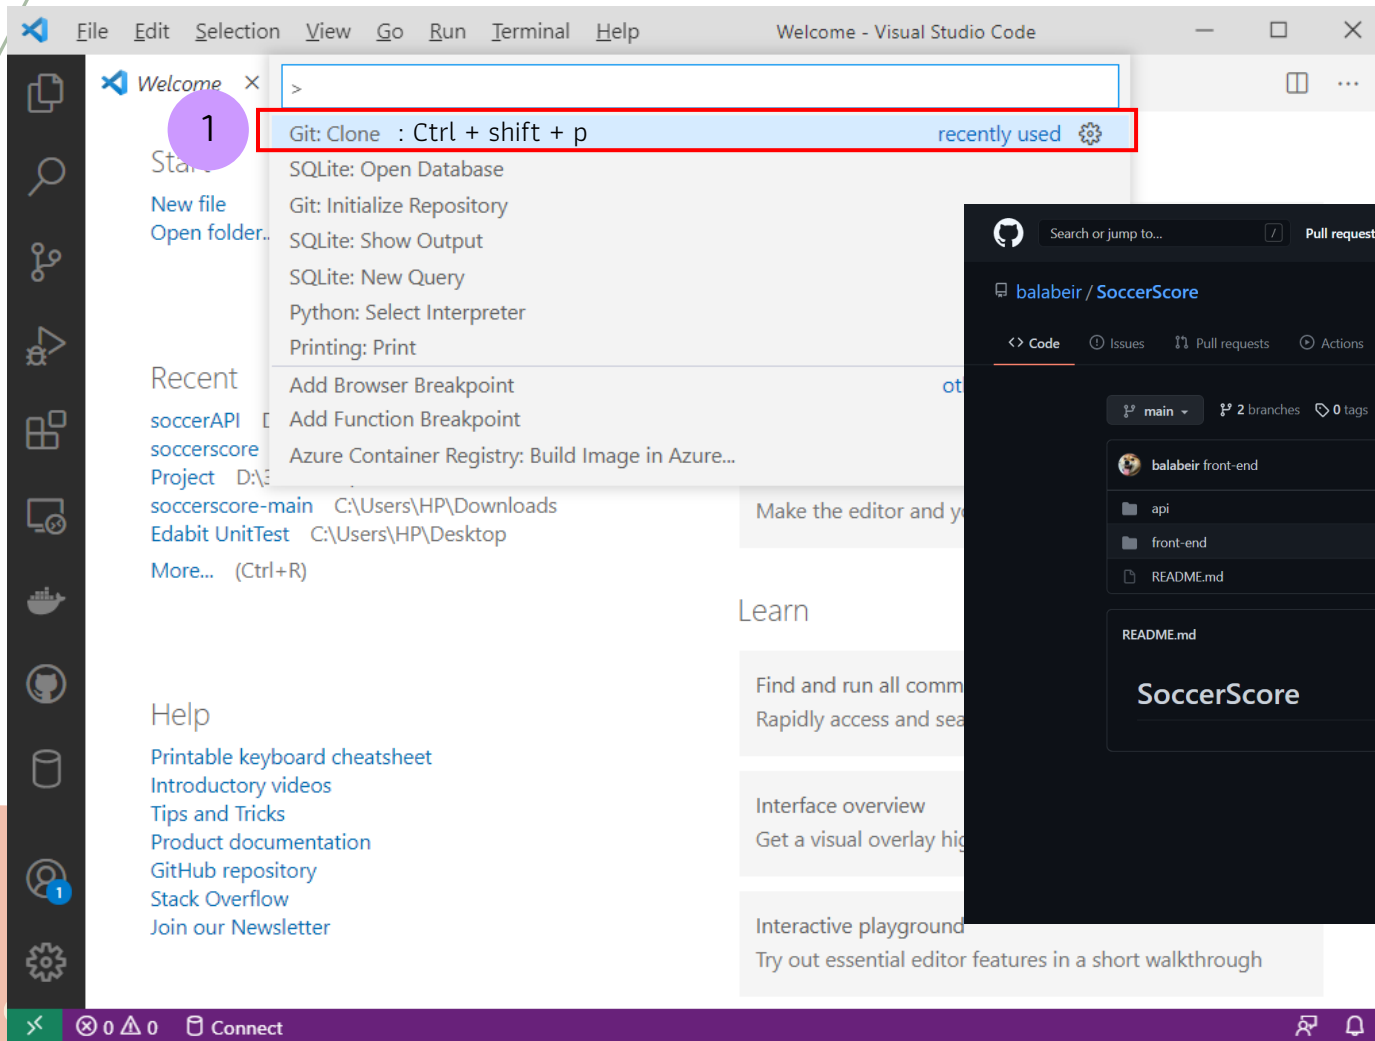 File Edit Selection View Go Run Terminal Help Welcome - Visual Studio Code
Welcome
>
1
Git: Clone : Ctrl + shift + p recently used
SQLite: Open Database
Git: Initialize Repository
SQLite: Show Output
SQLite: New Query
Python: Select Interpreter
Printing: Print
Add Browser Breakpoint
Add Function Breakpoint
Azure Container Registry: Build Image in Azure...
New file
Open folder..
Recent
soccerAPI
soccerscore
Project D:\
soccerscore-main C:\Users\HP\Downloads
Edabit UnitTest C:\Users\HP\Desktop
More... (Ctrl+R)
Help
Printable keyboard cheatsheet
Introductory videos
Tips and Tricks
Product documentation
GitHub repository
Stack Overflow
Join our Newsletter
Make the editor and
Learn
Find and run all comm
Rapidly access and sea
Interface overview
Get a visual overlay
Interactive playground
Try out essential editor features in a short walkthrough
Search or jump to... / Pull request
balabeir / SoccerScore
<> Code Issues Pull requests Actions
main 2 branches 0 tags
balabeir front-end
api
front-end
README.md
README.md
SoccerScore
1
0 0 Connect